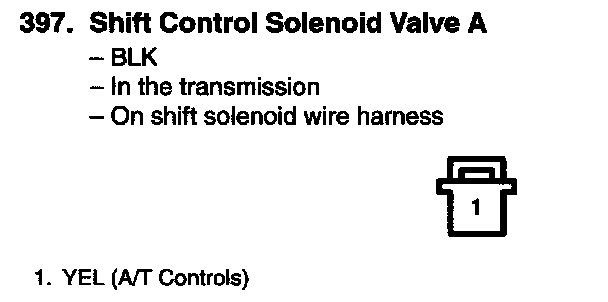 397. Shift Control Solenoid Valve A
– BLK
– In the transmission
– On shift solenoid wire harness
1
1. YEL (A/T Controls)